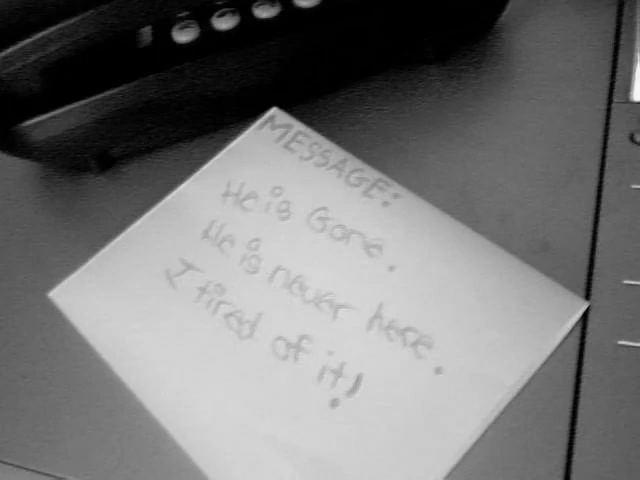 MESSAGE:
He is Gone.
He is never here.
I tired of it!